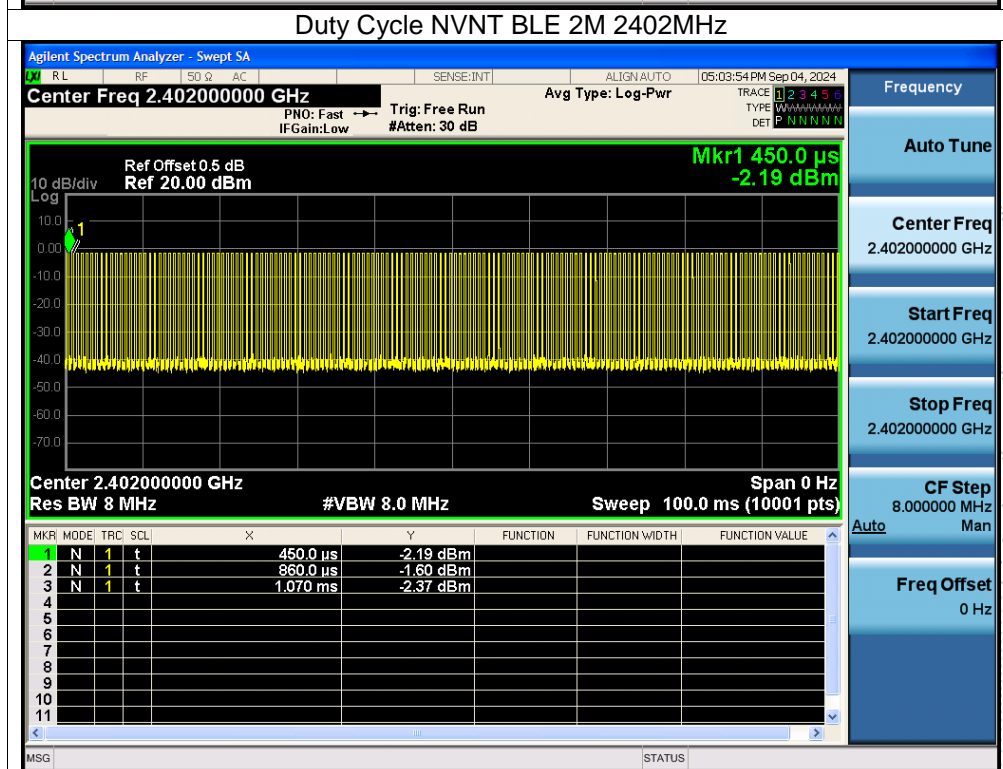 Duty Cycle NVNT BLE 2M 2402MHz
Agilent Spectrum Analyzer - Swept SA
LXI RL RF 50 Ω AC SENSE:INT ALIGN AUTO 05:03:54 PM Sep 04, 2024
Center Freq 2.402000000 GHz
PNO: Fast
IFGain:Low
Trig: Free Run
#Atten: 30 dB
Avg Type: Log-Pwr
TRACE 1 2 3 4 5 6
TYPE WWWWWW
DET P N N N N N
Ref Offset 0.5 dB
10 dB/div Ref 20.00 dBm
Log
Mkr1 450.0 µs
-2.19 dBm
10.0
0.00
-10.0
-20.0
-30.0
-40.0
-50.0
-60.0
-70.0
1
Center 2.402000000 GHz Span 0 Hz
Res BW 8 MHz #VBW 8.0 MHz Sweep 100.0 ms (10001 pts)
MKR MODE TRC SCL X Y FUNCTION FUNCTION WIDTH FUNCTION VALUE
1 N 1 t 450.0 µs -2.19 dBm
2 N 1 t 860.0 µs -1.60 dBm
3 N 1 t 1.070 ms -2.37 dBm
4
5
6
7
8
9
10
11
MSG STATUS
Frequency
Auto Tune
Center Freq
2.402000000 GHz
Start Freq
2.402000000 GHz
Stop Freq
2.402000000 GHz
CF Step
8.000000 MHz
Auto Man
Freq Offset
0 Hz